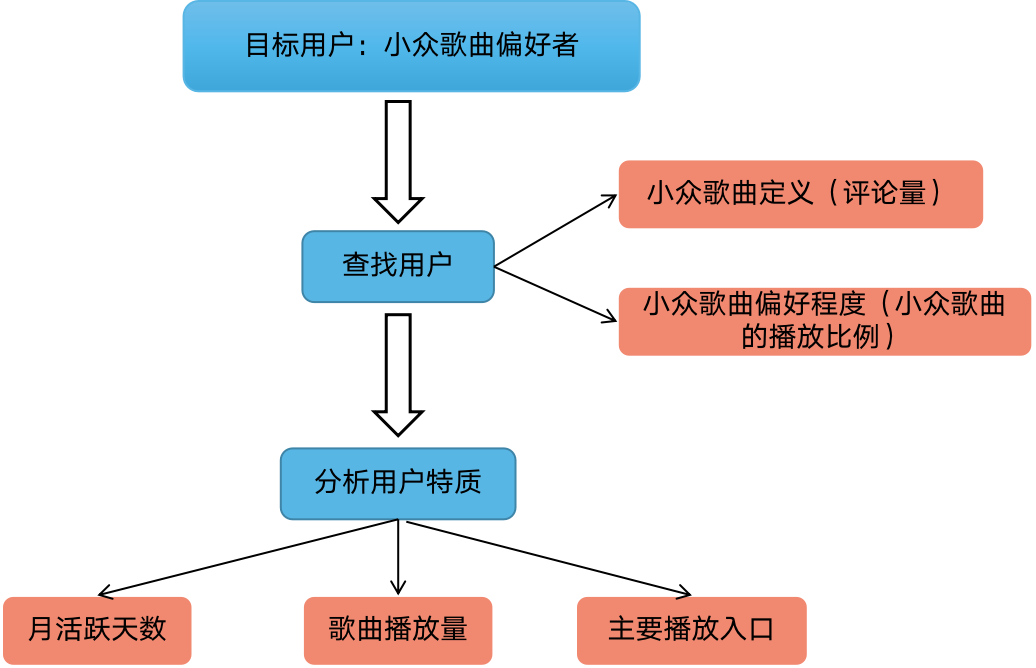 目标用户：小众歌曲偏好者
小众歌曲定义（评论量）
查找用户
小众歌曲偏好程度（小众歌曲
的播放比例）
分析用户特质
月活跃天数
歌曲播放量
主要播放入口